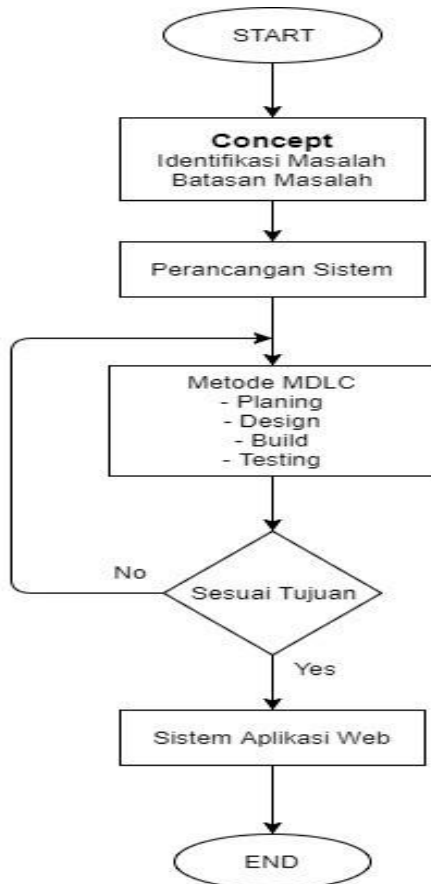 START
Concept
Identifikasi Masalah
Batasan Masalah
Perancangan Sistem
Metode MDLC
- Planing
- Design
- Build
- Testing
No
Sesuai Tujuan
Yes
Sistem Aplikasi Web
END